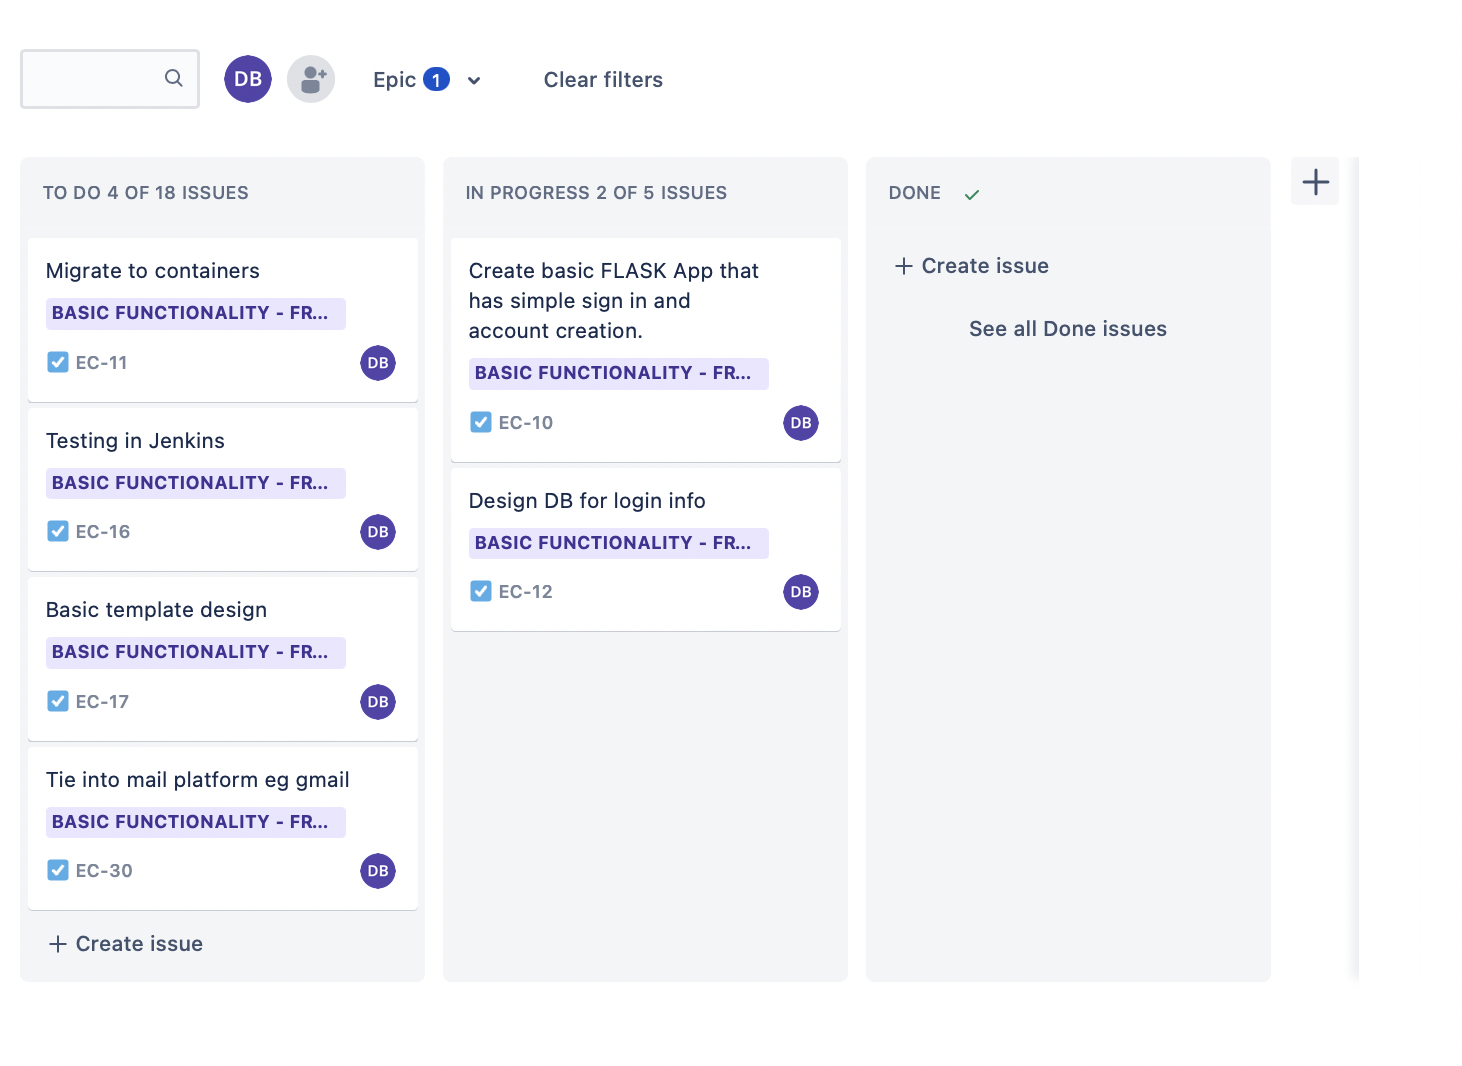 DB
Epic 1
Clear filters
TO DO 4 OF 18 ISSUES
Migrate to containers
BASIC FUNCTIONALITY - FR...
EC-11
DB
Testing in Jenkins
BASIC FUNCTIONALITY - FR...
EC-16
DB
Basic template design
BASIC FUNCTIONALITY - FR...
EC-17
DB
Tie into mail platform eg gmail
BASIC FUNCTIONALITY - FR...
EC-30
DB
+ Create issue
IN PROGRESS 2 OF 5 ISSUES
Create basic FLASK App that
has simple sign in and
account creation.
BASIC FUNCTIONALITY - FR...
EC-10
DB
Design DB for login info
BASIC FUNCTIONALITY - FR...
EC-12
DB
DONE
+ Create issue
See all Done issues